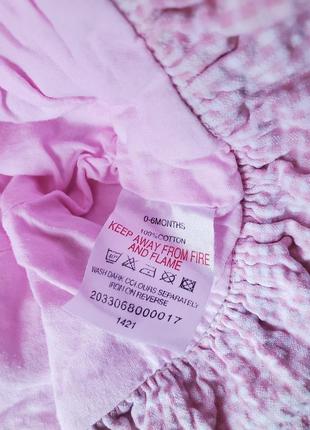 0-6MONTHS
100%COTTON
KEEP AWAY FROM FIRE
AND FLAME
WASH DARK COLOURS SEPARATELY
IRON ON REVERSE
2033068000017
1421